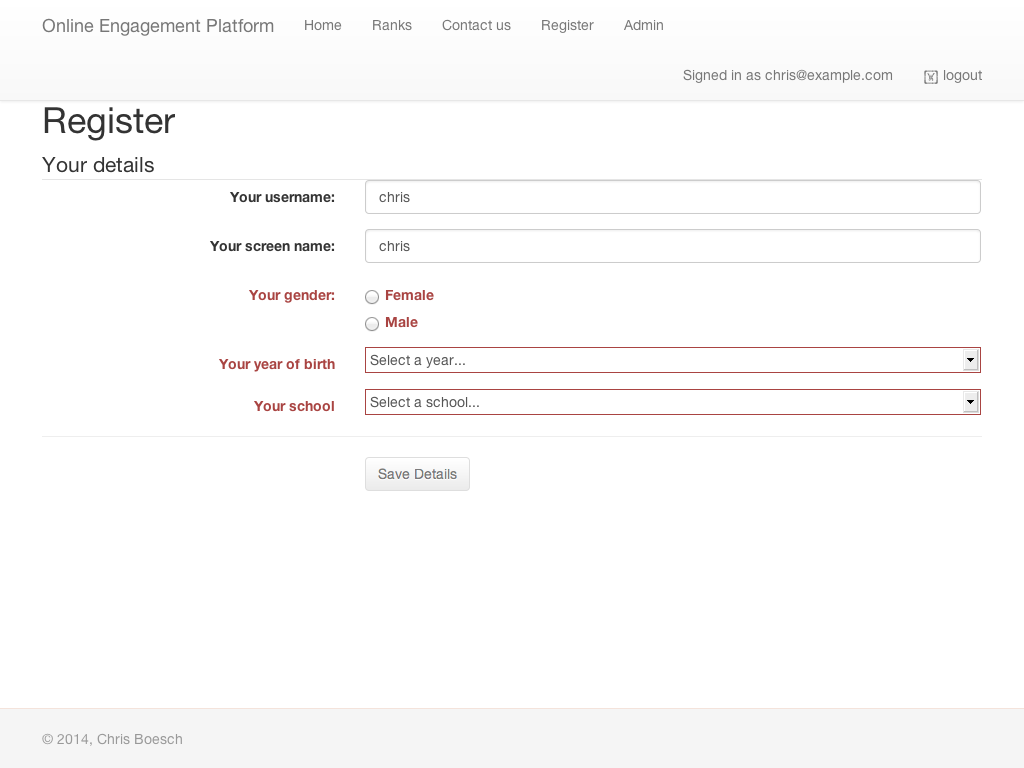 Online Engagement Platform Home Ranks Contact us Register Admin
Signed in as chris@example.com logout
Register
Your details
Your username: chris
Your screen name: chris
Your gender: Female
Male
Your year of birth Select a year...
Your school Select a school...
Save Details
© 2014, Chris Boesch